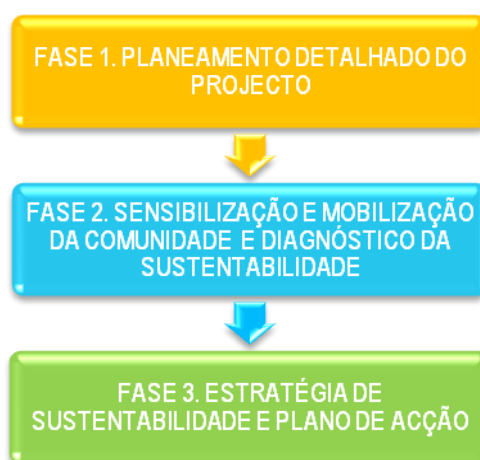 FASE 1. PLANEAMENTO DETALHADO DO
PROJECTO
FASE 2. SENSIBILIZAÇÃO E MOBILIZAÇÃO
DA COMUNIDADE E DIAGNÓSTICO DA
SUSTENTABILIDADE
FASE 3. ESTRATÉGIA DE
SUSTENTABILIDADE E PLANO DE ACÇÃO